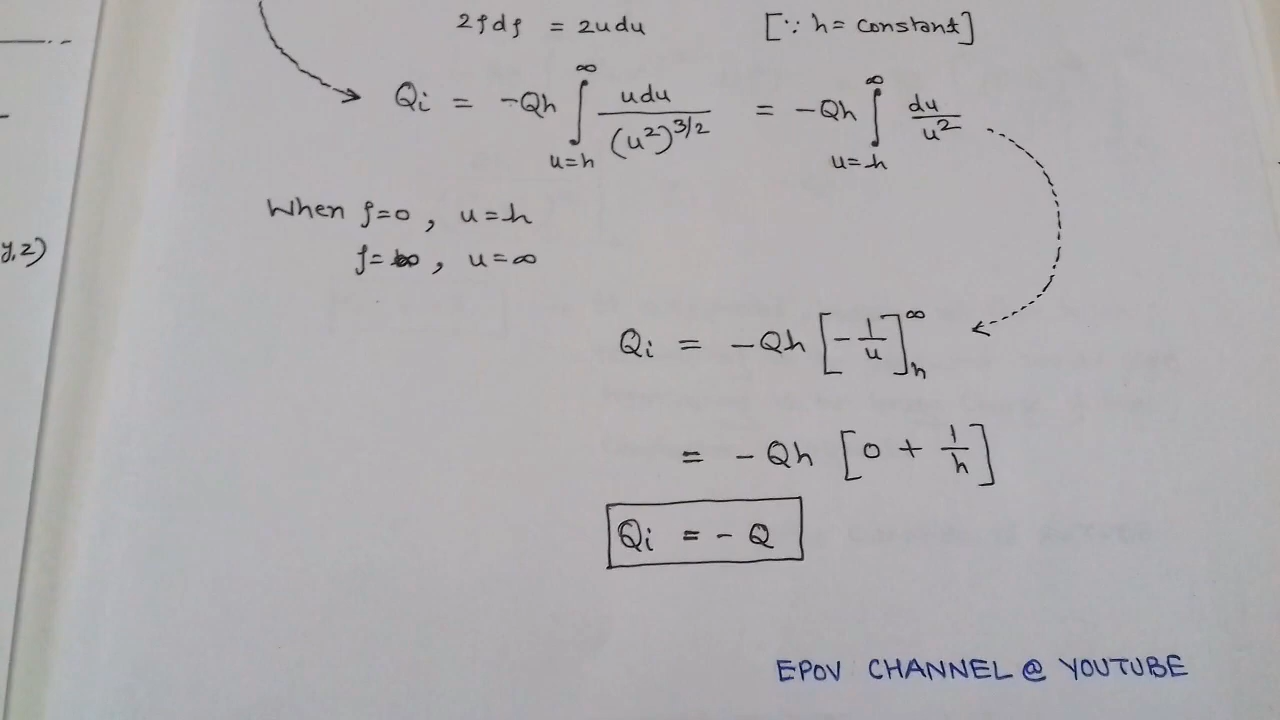 2ρdρ = 2udu [∵ h = constant]
Qi = -Qh ∫_{u=h}^{∞} udu/(u²)^{3/2} = -Qh ∫_{u=h}^{∞} du/u²
When ρ=0, u=h
ρ=∞, u=∞
y,z)
Qi = -Qh [-1/u]_h^∞
= -Qh [0 + 1/h]
Qi = -Q
EPOV CHANNEL @ YOUTUBE